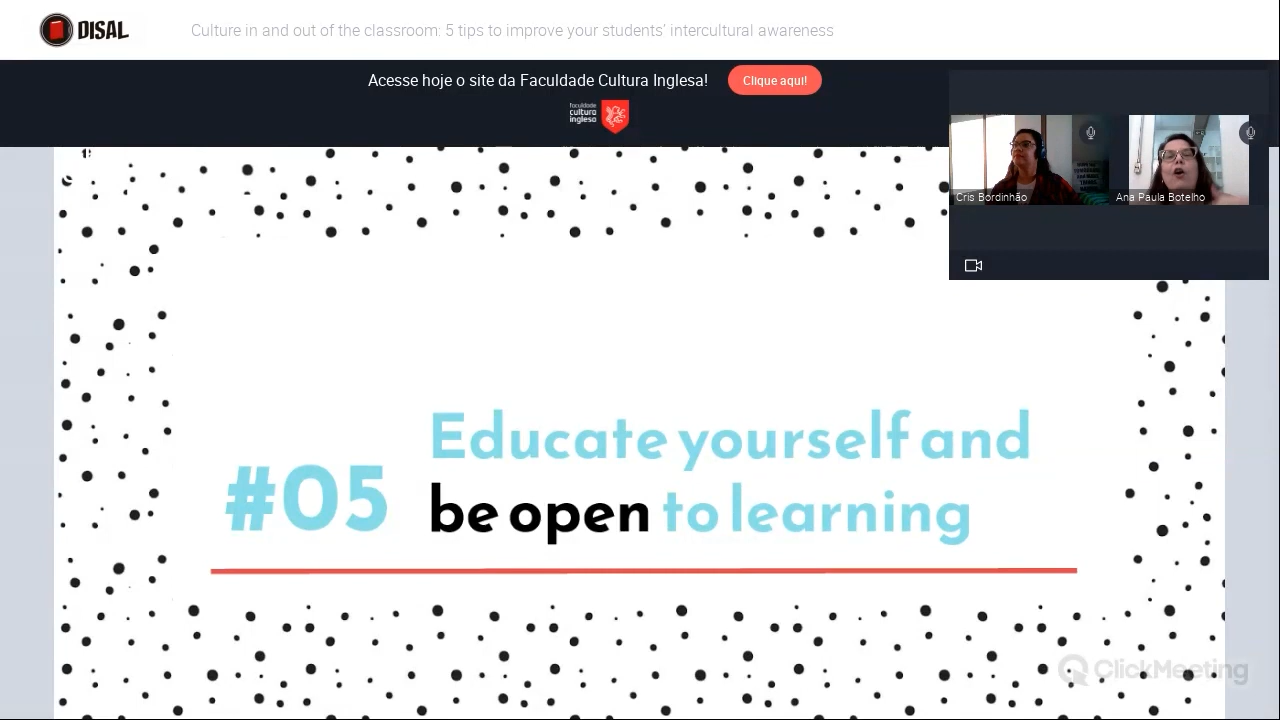 DISAL
Culture in and out of the classroom: 5 tips to improve your students' intercultural awareness
Acesse hoje o site da Faculdade Cultura Inglesa!
Clique aqui!
faculdade
cultura
inglesa
Cris Bordinhão
Ana Paula Botelho
#05
Educate yourself and
be open to learning
ClickMeeting